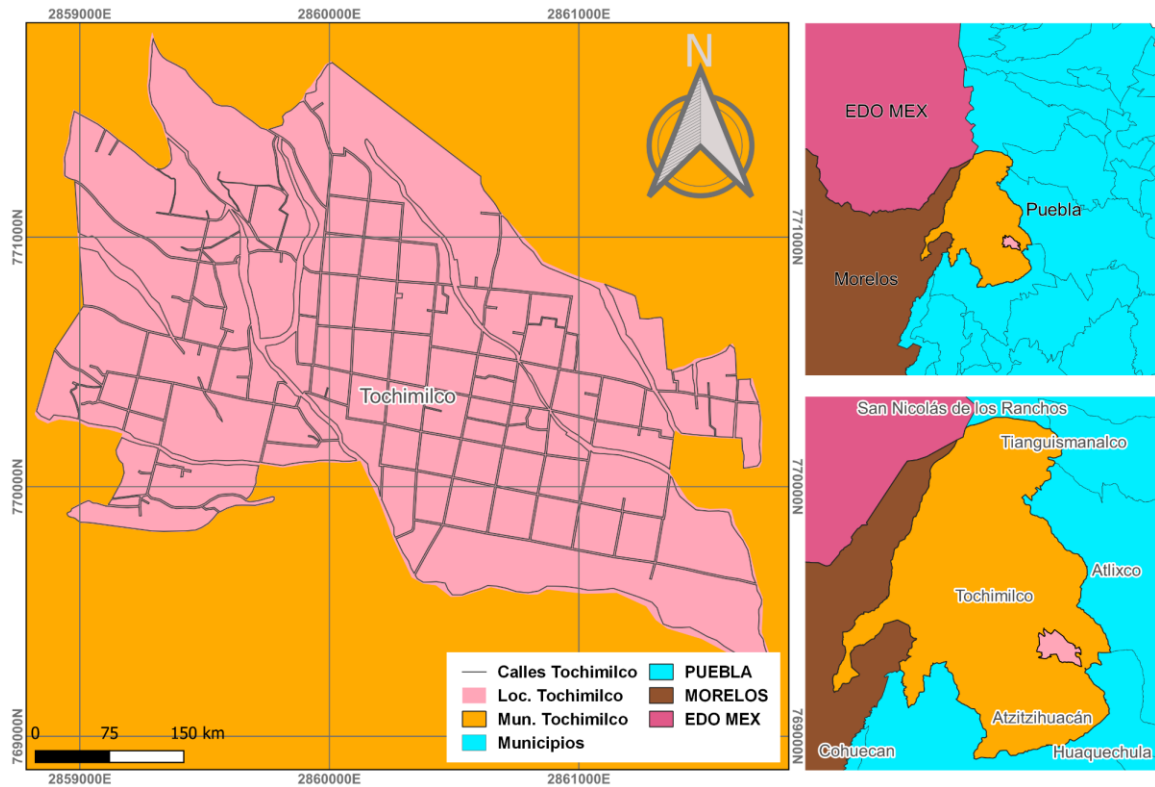 2859000E
2860000E
2861000E
N
771000N
771000N
Tochimilco
770000N
7700000N
Calles Tochimilco
Loc. Tochimilco
Mun. Tochimilco
Municipios
PUEBLA
MORELOS
EDO MEX
0 75 150 km
769000N
769000N
2859000E
2860000E
2861000E
EDO MEX
Puebla
Morelos
San Nicolás de los Ranchos
Tianguismanalco
Atlixco
Tochimilco
Atzitzihuacán
Cohuecan
Huaquechula